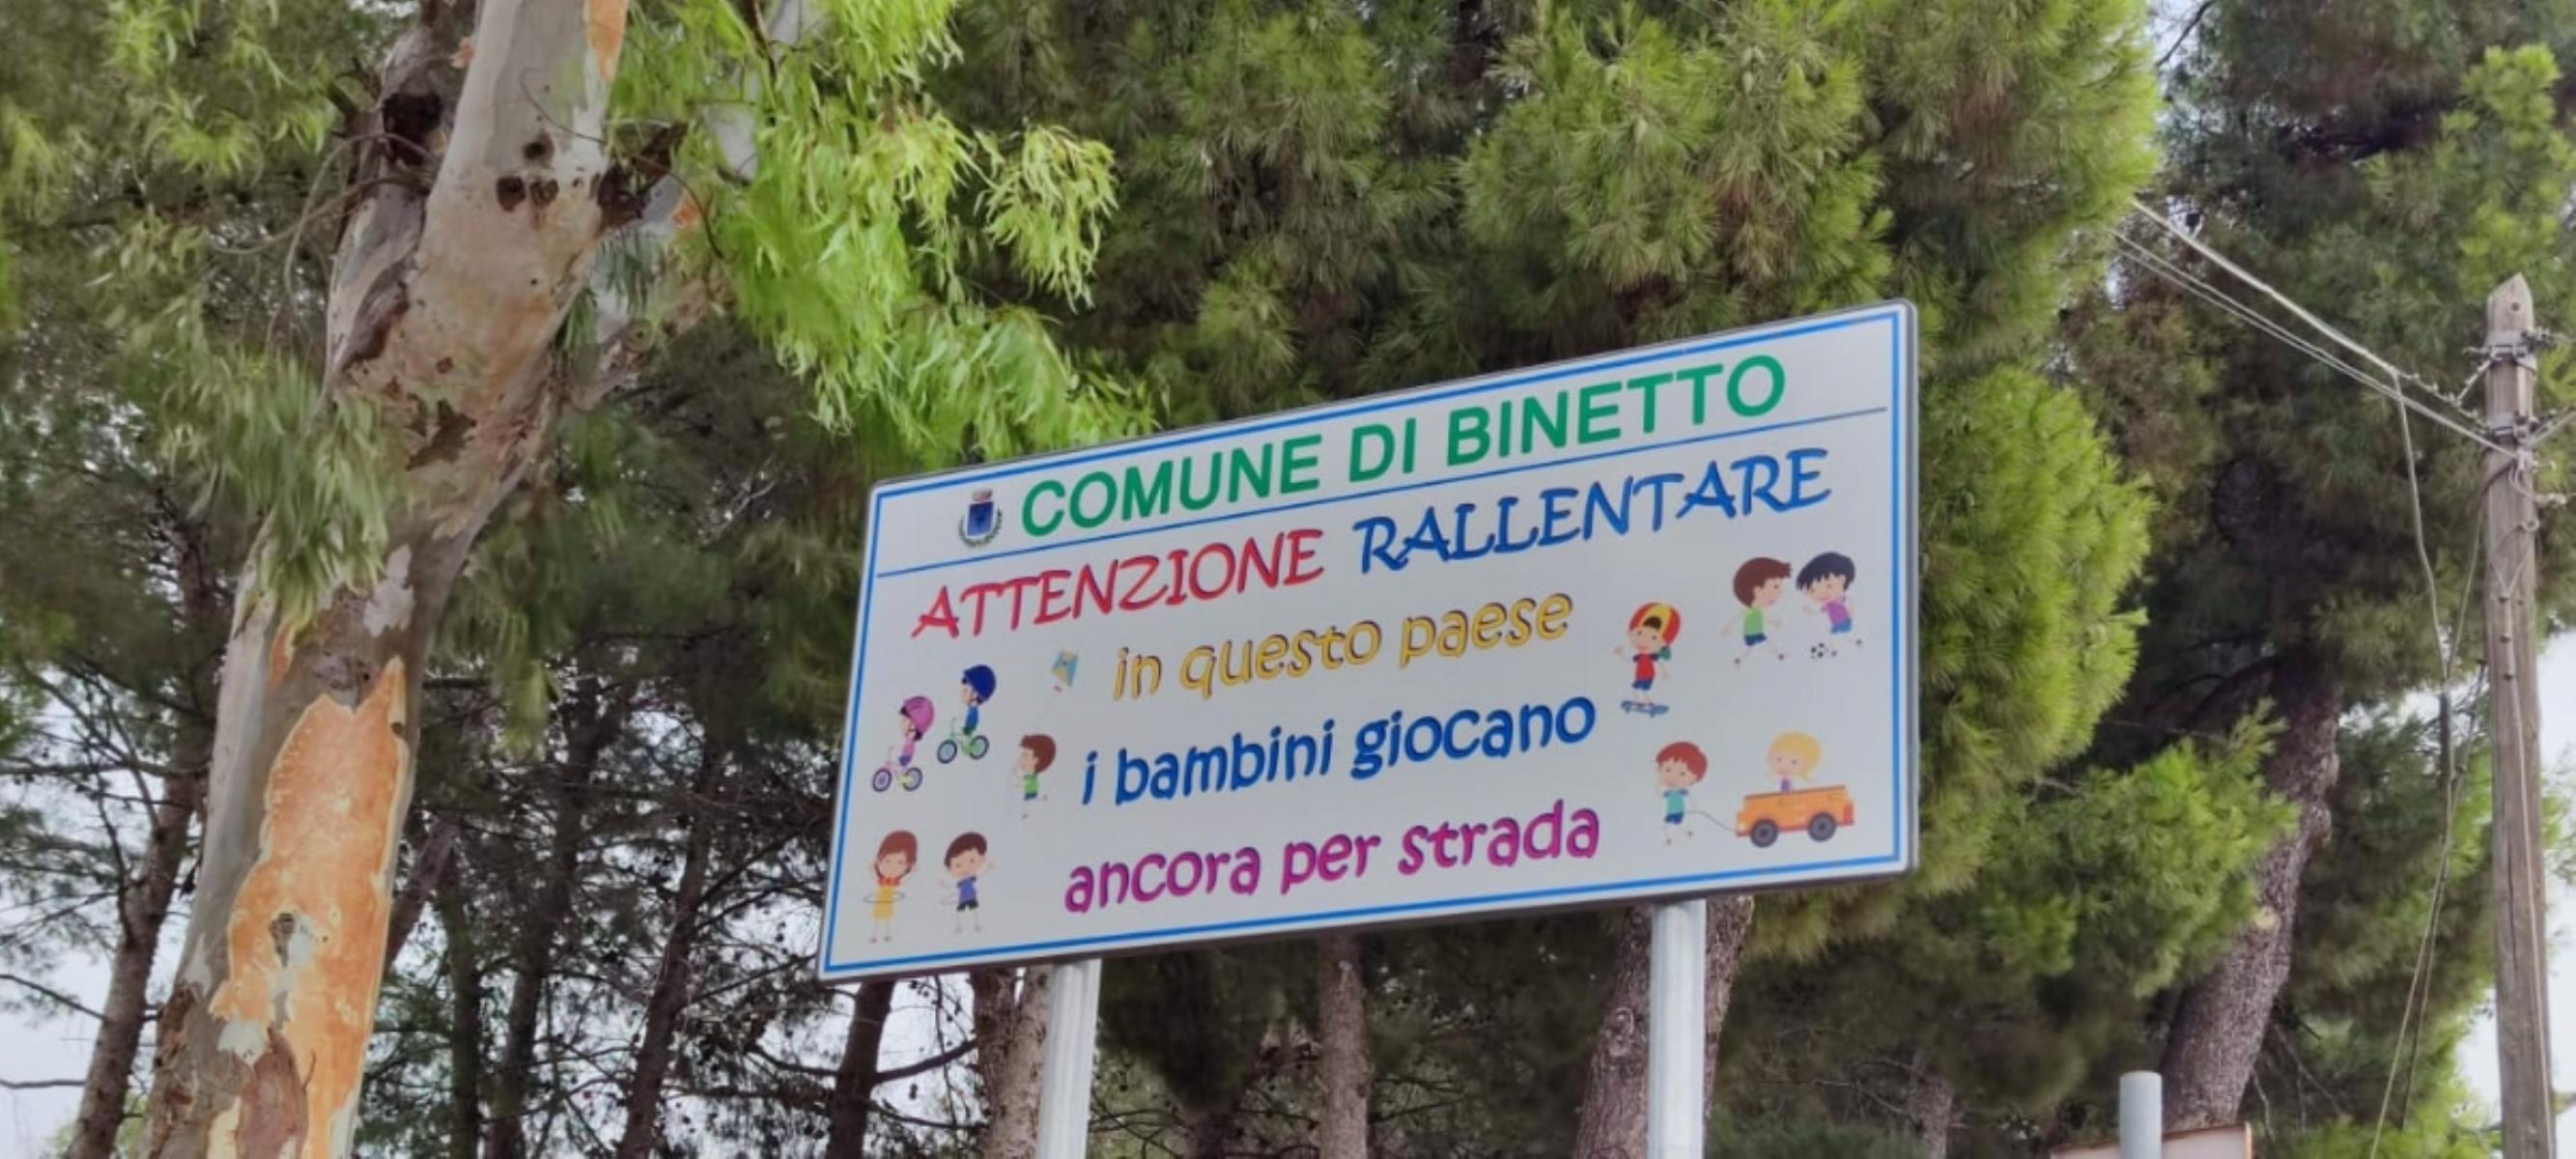 COMUNE DI BINETTO
ATTENZIONE RALLENTARE
in questo paese
i bambini giocano
ancora per strada